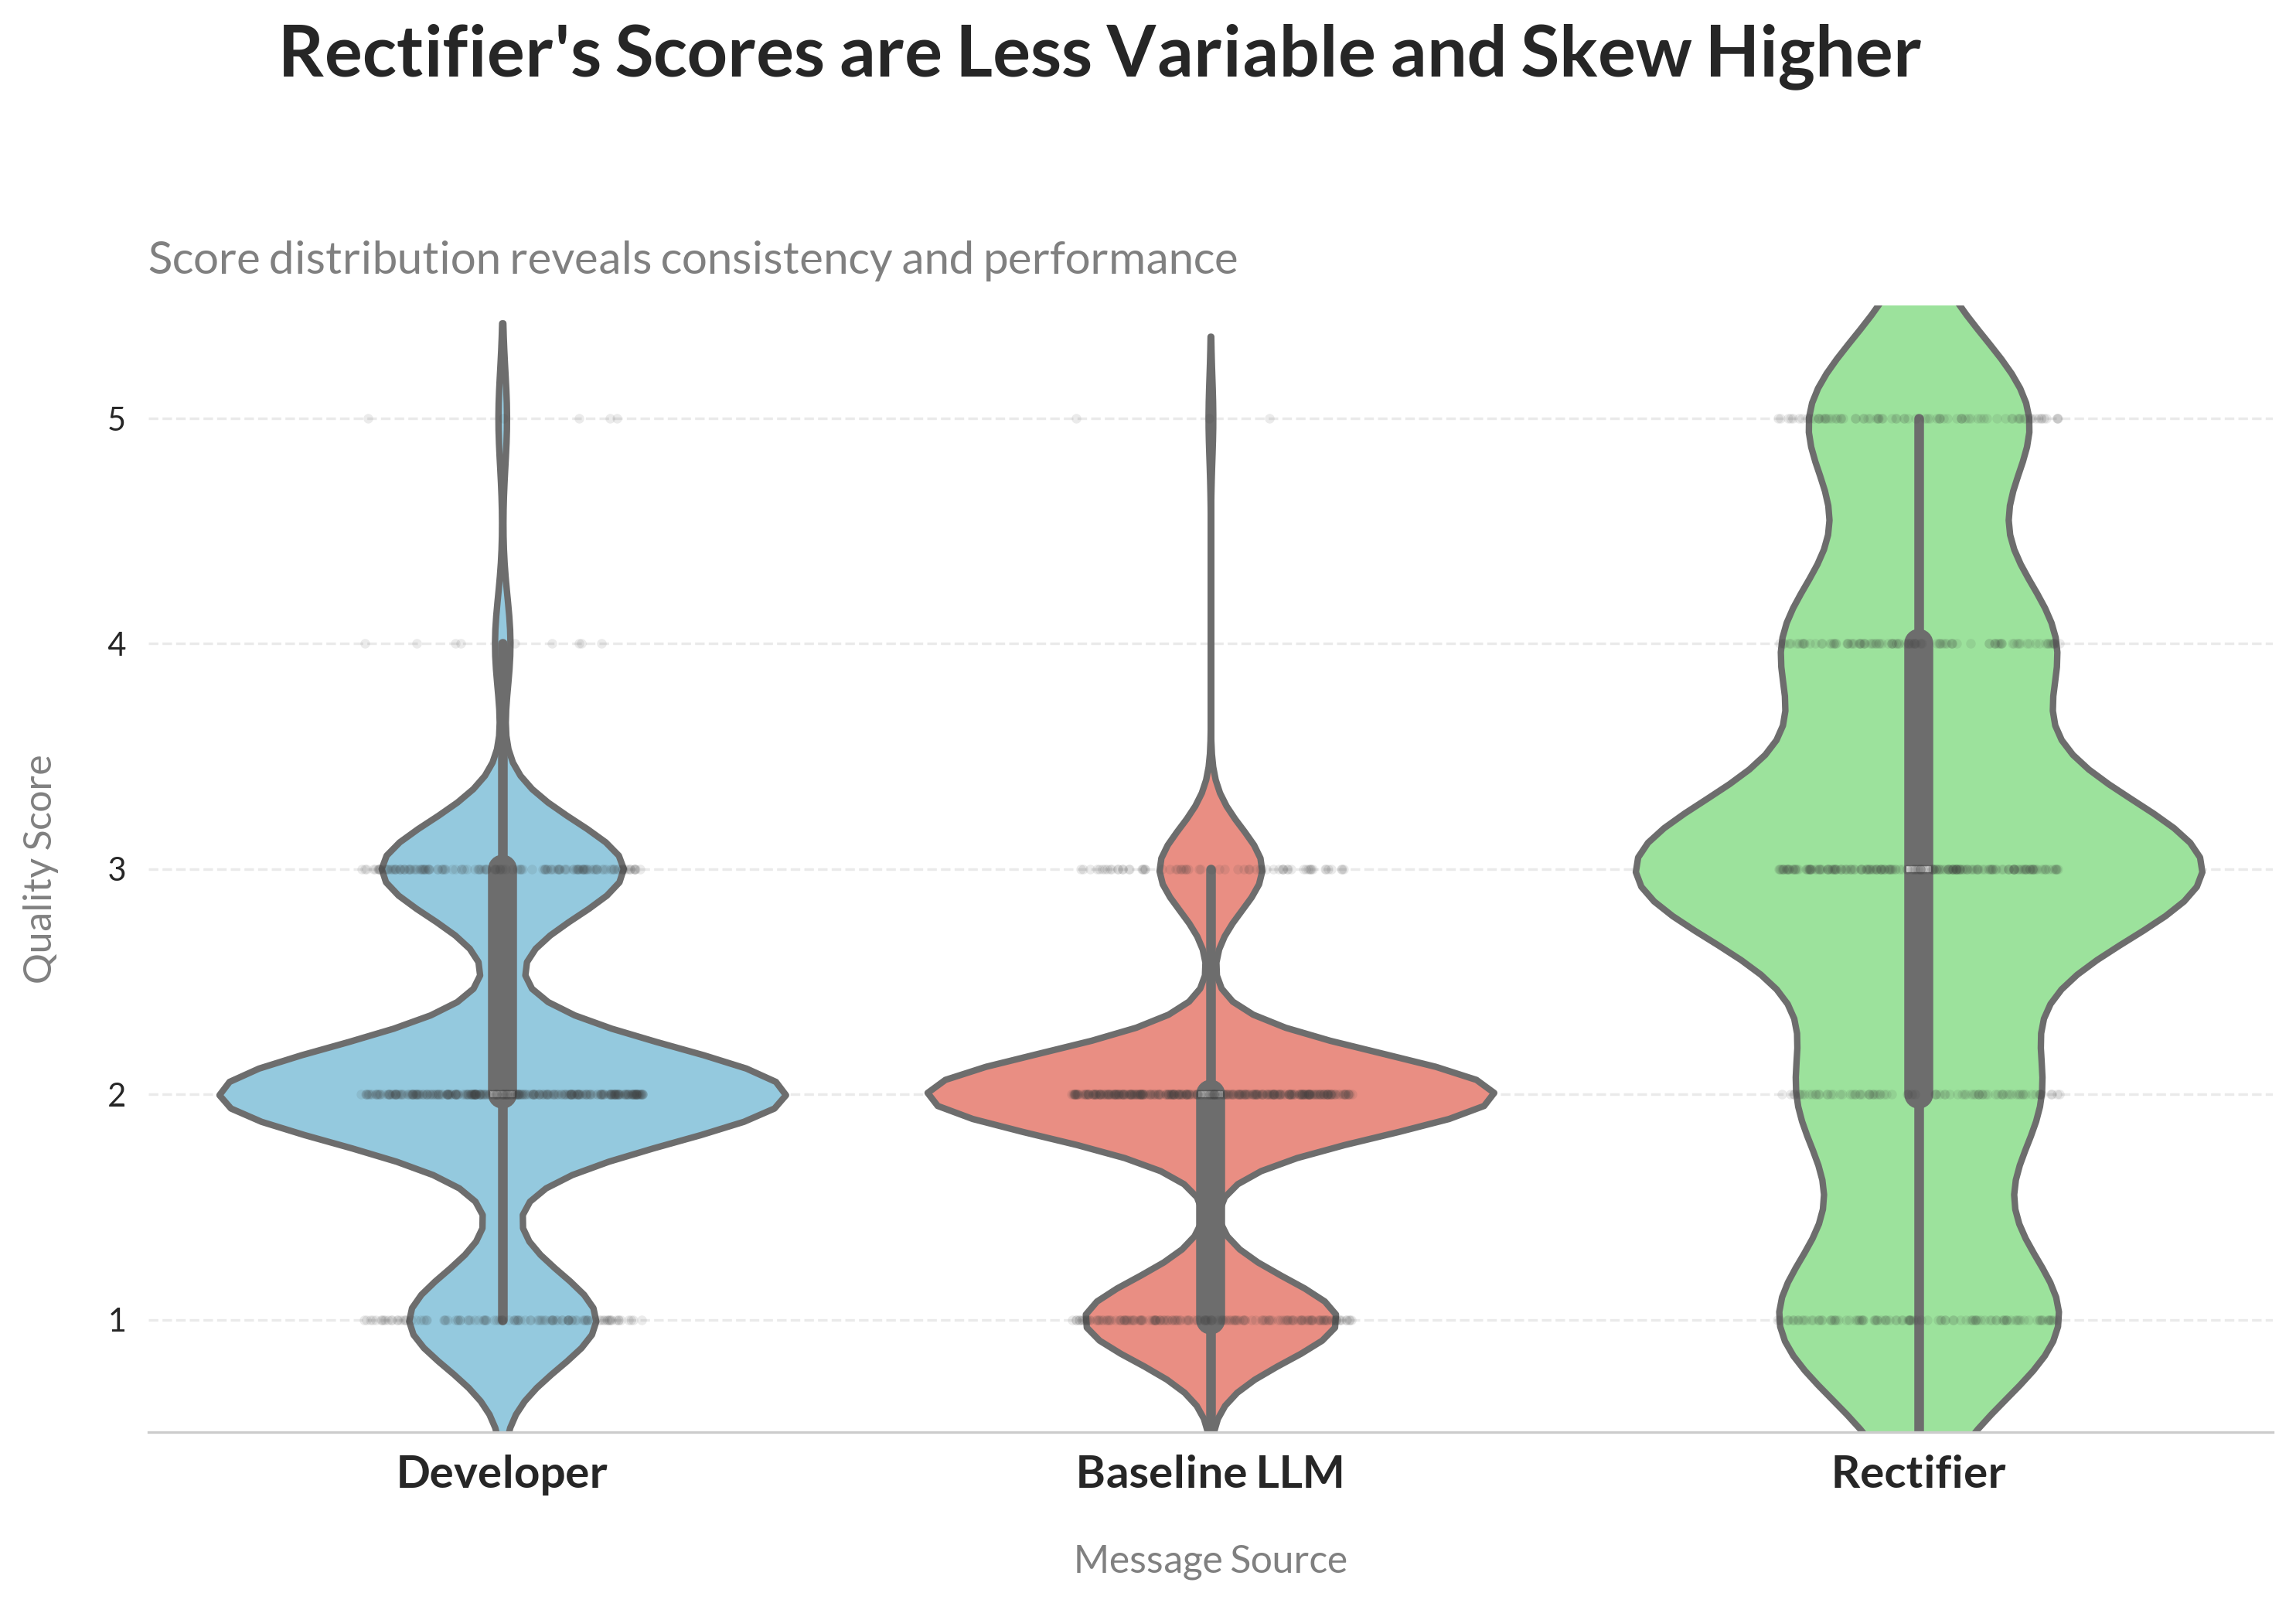 Rectifier's Scores are Less Variable and Skew Higher
Score distribution reveals consistency and performance
Quality Score
5
4
3
2
1
Developer
Baseline LLM
Rectifier
Message Source